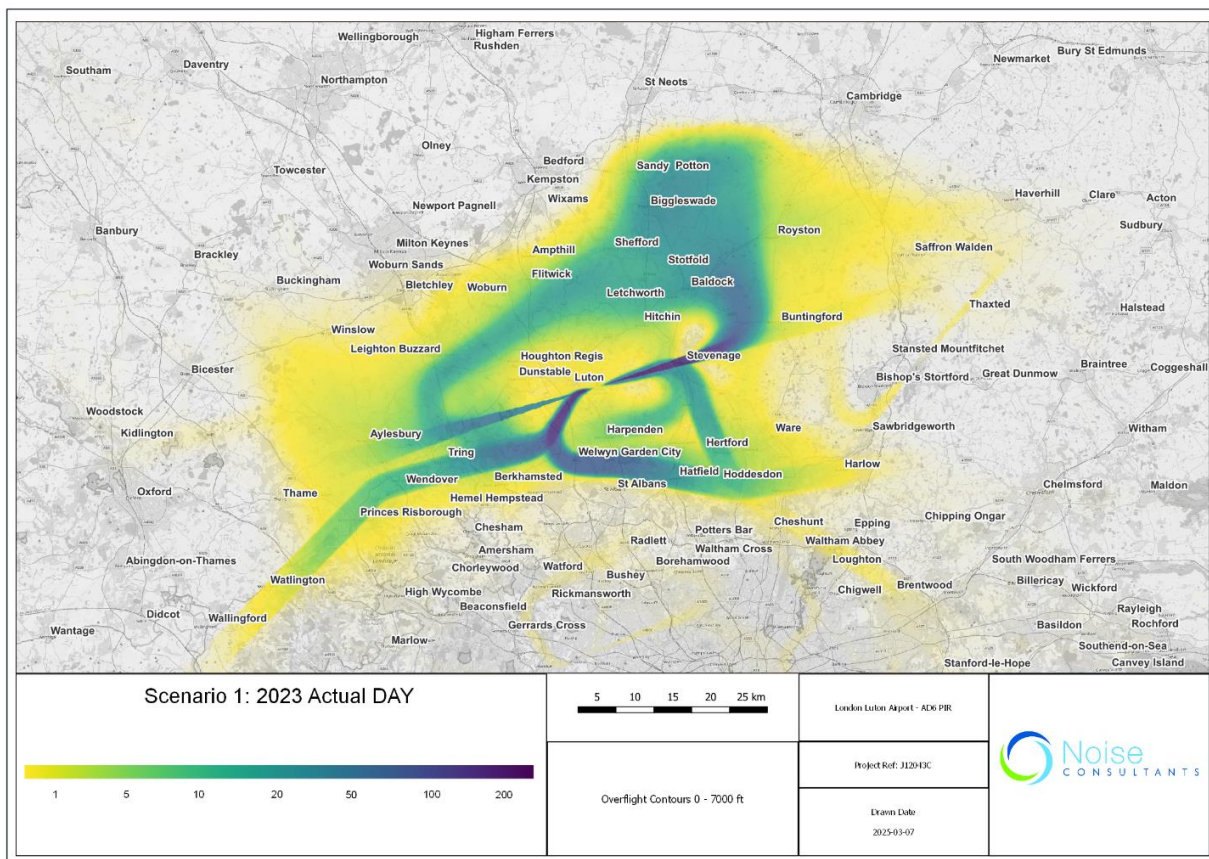 Higham Ferrers
Wellingborough
Rushden
Bury St Edmunds
Newmarket
Daventry
Southam
Northampton
St Neots
Cambridge
Olney
Bedford
Sandy Potton
Towcester
Kempston
Haverhill
Clare
Acton
Newport Pagnell
Wixams
Biggleswade
Sudbury
Banbury
Royston
Milton Keynes
Ampthill
Shefford
Saffron Walden
Brackley
Woburn Sands
Stotfold
Buckingham
Bletchley
Woburn
Flitwick
Baldock
Letchworth
Thaxted
Halstead
Hitchin
Buntingford
Winslow
Leighton Buzzard
Houghton Regis
Stevenage
Stansted Mountfitchet
Bicester
Dunstable
Luton
Bishop's Stortford
Great Dunmow
Braintree
Coggeshall
Woodstock
Kidlington
Aylesbury
Harpenden
Ware
Sawbridgeworth
Witham
Hertford
Tring
Welwyn Garden City
Harlow
Wendover
Berkhamsted
Hatfield
Hoddesdon
St Albans
Chelmsford
Maldon
Oxford
Thame
Hemel Hempstead
Princes Risborough
Chesham
Potters Bar
Cheshunt
Epping
Chipping Ongar
Radlett
Waltham Cross
Waltham Abbey
Amersham
Abingdon-on-Thames
Chorleywood
Watford
Borehamwood
Loughton
South Woodham Ferrers
Watlington
Bushey
Brentwood
Billericay
Wickford
High Wycombe
Rickmansworth
Chigwell
Didcot
Wallingford
Beaconsfield
Rayleigh
Wantage
Gerrards Cross
Basildon
Rochford
Marlow
Southend-on-Sea
Stanford-le-Hope
Canvey Island
Scenario 1: 2023 Actual DAY
1 5 10 20 50 100 200
5 10 15 20 25 km
Overflight Contours 0 - 7000 ft
London Luton Airport - AD6 PIR
Project Ref: J12043C
Drawn Date
2025-03-07
Noise
CONSULTANTS